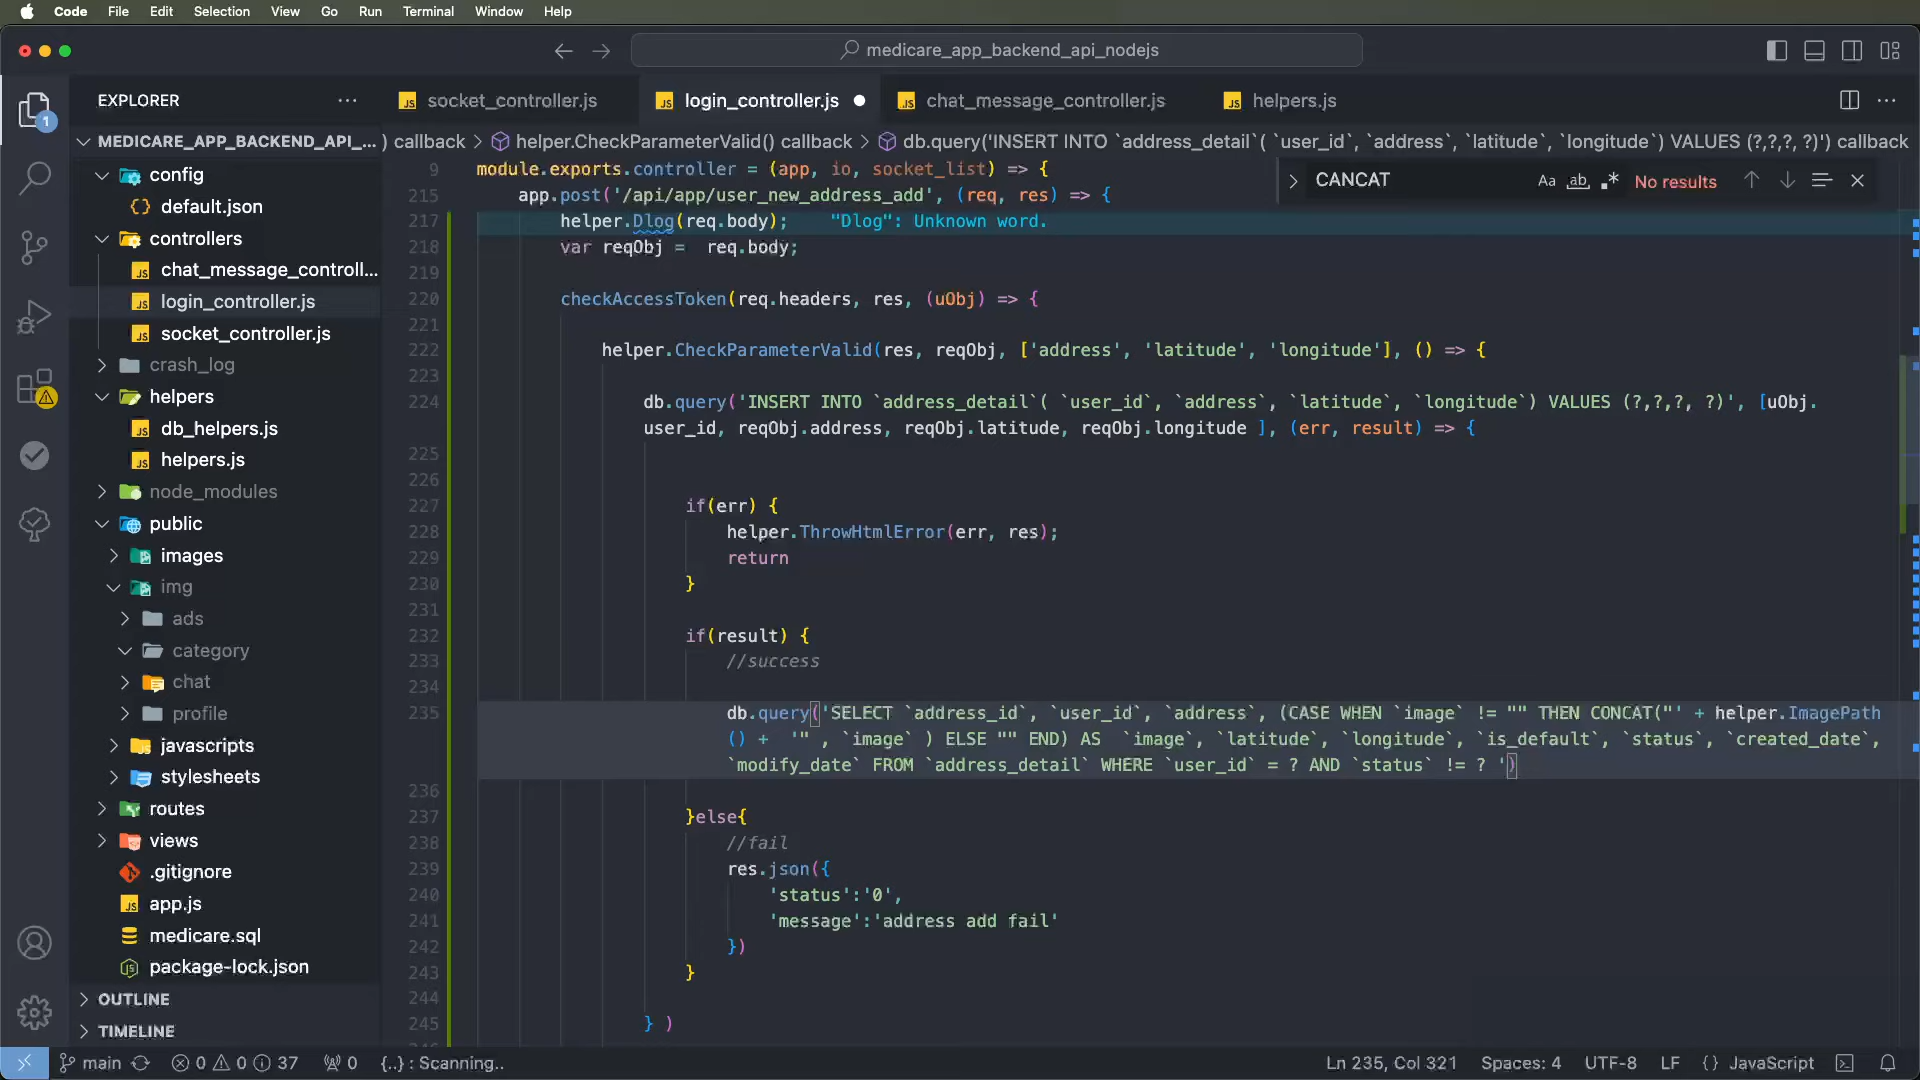 Code File Edit Selection View Go Run Terminal Window Help
medicare_app_backend_api_nodejs
EXPLORER
socket_controller.js
login_controller.js
chat_message_controller.js
helpers.js
MEDICARE_APP_BACKEND_API_...
) callback > helper.CheckParameterValid() callback > db.query('INSERT INTO `address_detail`( `user_id`, `address`, `latitude`, `longitude`) VALUES (?,?,?, ?)') callback
CANCAT
Aa ab .* No results
config
default.json
controllers
chat_message_controll...
login_controller.js
socket_controller.js
crash_log
helpers
db_helpers.js
helpers.js
node_modules
public
images
img
ads
category
chat
profile
javascripts
stylesheets
routes
views
.gitignore
app.js
medicare.sql
package-lock.json
OUTLINE
TIMELINE
9 module.exports.controller = (app, io, socket_list) => {
215 app.post('/api/app/user_new_address_add', (req, res) => {
217 helper.Dlog(req.body); "Dlog": Unknown word.
218 var reqObj = req.body;
219
220 checkAccessToken(req.headers, res, (uObj) => {
221
222 helper.CheckParameterValid(res, reqObj, ['address', 'latitude', 'longitude'], () => {
223
224 db.query('INSERT INTO `address_detail`( `user_id`, `address`, `latitude`, `longitude`) VALUES (?,?,?, ?)', [uObj.
user_id, reqObj.address, reqObj.latitude, reqObj.longitude ], (err, result) => {
225
226
227 if(err) {
228 helper.ThrowHtmlError(err, res);
229 return
230 }
231
232 if(result) {
233 //success
234
235 db.query('SELECT `address_id`, `user_id`, `address`, (CASE WHEN `image` != "" THEN CONCAT("' + helper.ImagePath
() + '" , `image` ) ELSE "" END) AS `image`, `latitude`, `longitude`, `is_default`, `status`, `created_date`,
`modify_date` FROM `address_detail` WHERE `user_id` = ? AND `status` != ? ')
236
237 }else{
238 //fail
239 res.json({
240 'status':'0',
241 'message':'address add fail'
242 })
243 }
244
245 } )
main 0 0 37 0 {..} : Scanning.. Ln 235, Col 321 Spaces: 4 UTF-8 LF {} JavaScript